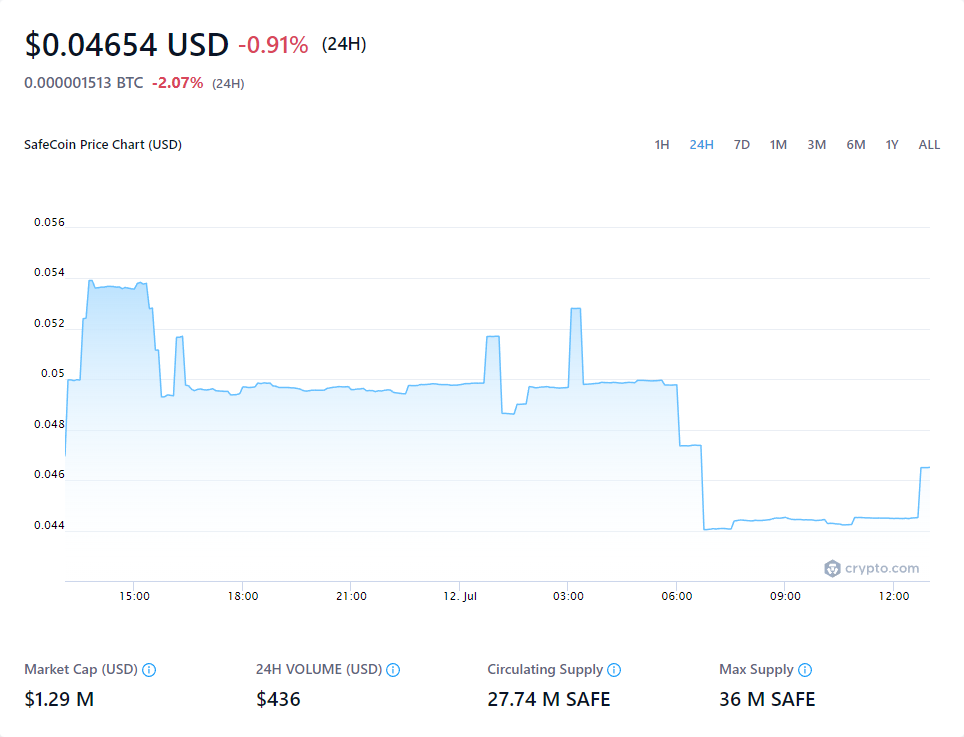 $0.04654 USD -0.91% (24H)
0.000001513 BTC -2.07% (24H)
SafeCoin Price Chart (USD) 1H 24H 7D 1M 3M 6M 1Y ALL
0.056
0.054
0.052
0.05
0.048
0.046
0.044
crypto.com
15:00 18:00 21:00 12. Jul 03:00 06:00 09:00 12:00
Market Cap (USD) 24H VOLUME (USD) Circulating Supply Max Supply
$1.29 M $436 27.74 M SAFE 36 M SAFE